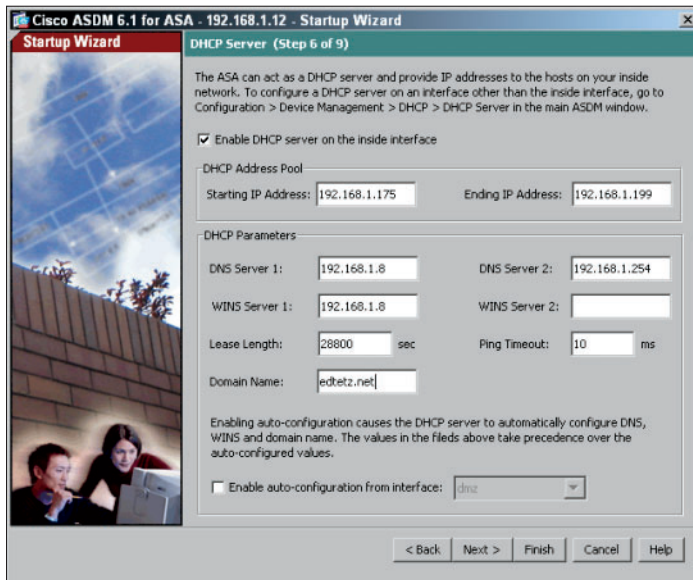 Cisco ASDM 6.1 for ASA - 192.168.1.12 - Startup Wizard
Startup Wizard
DHCP Server (Step 6 of 9)
The ASA can act as a DHCP server and provide IP addresses to the hosts on your inside
network. To configure a DHCP server on an interface other than the inside interface, go to
Configuration > Device Management > DHCP > DHCP Server in the main ASDM window.
Enable DHCP server on the inside interface
DHCP Address Pool
Starting IP Address: 192.168.1.175 Ending IP Address: 192.168.1.199
DHCP Parameters
DNS Server 1: 192.168.1.8 DNS Server 2: 192.168.1.254
WINS Server 1: 192.168.1.8 WINS Server 2:
Lease Length: 28800 sec Ping Timeout: 10 ms
Domain Name: edtetz.net
Enabling auto-configuration causes the DHCP server to automatically configure DNS,
WINS and domain name. The values in the fileds above take precedence over the
auto-configured values.
Enable auto-configuration from interface: dmz
< Back Next > Finish Cancel Help